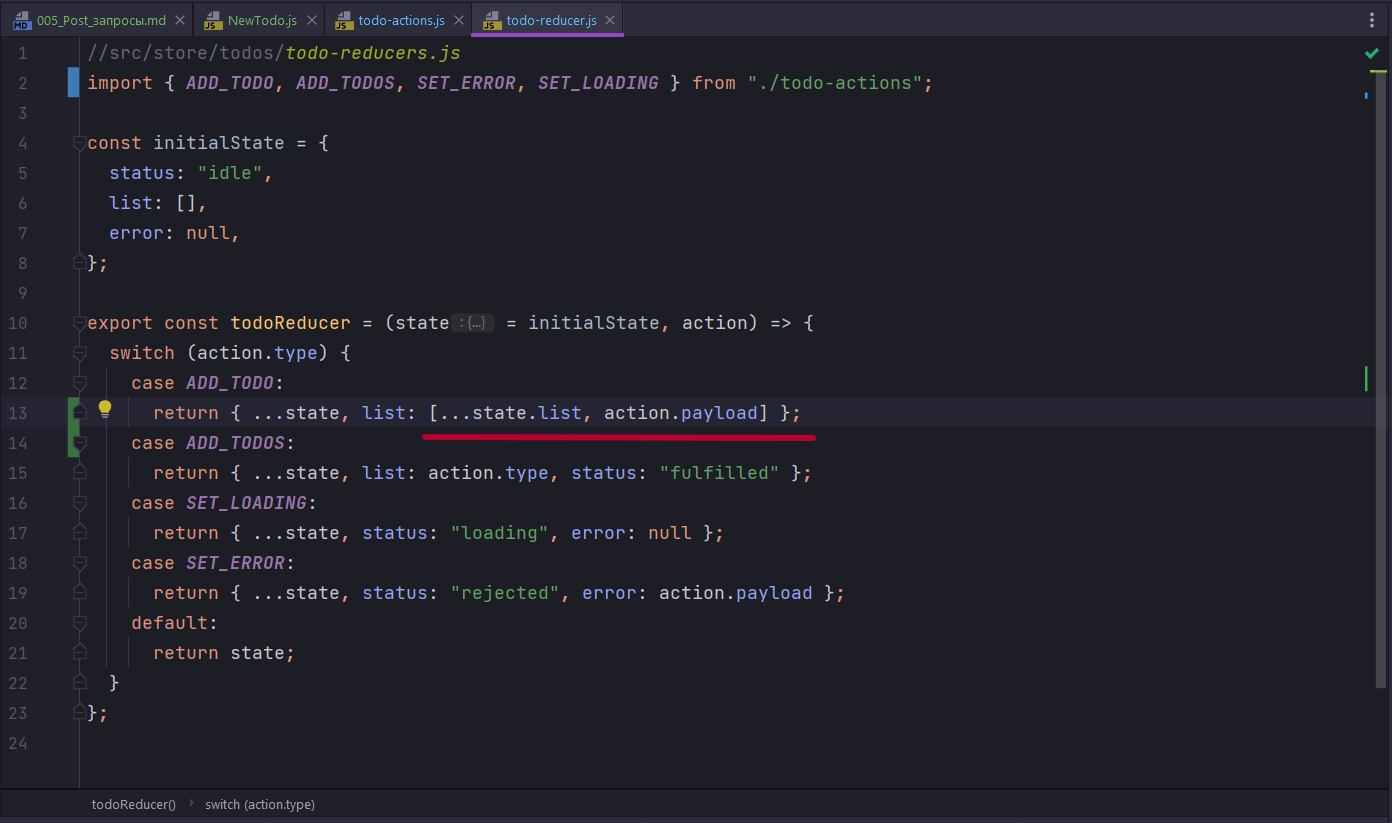 MD 005_Post_запросы.md JS NewTodo.js JS todo-actions.js JS todo-reducer.js
1 //src/store/todos/todo-reducers.js
2 import { ADD_TODO, ADD_TODOS, SET_ERROR, SET_LOADING } from "./todo-actions";
3
4 const initialState = {
5   status: "idle",
6   list: [],
7   error: null,
8 };
9
10 export const todoReducer = (state :{...} = initialState, action) => {
11   switch (action.type) {
12     case ADD_TODO:
13       return { ...state, list: [...state.list, action.payload] };
14     case ADD_TODOS:
15       return { ...state, list: action.type, status: "fulfilled" };
16     case SET_LOADING:
17       return { ...state, status: "loading", error: null };
18     case SET_ERROR:
19       return { ...state, status: "rejected", error: action.payload };
20     default:
21       return state;
22   }
23 };
24
todoReducer() › switch (action.type)